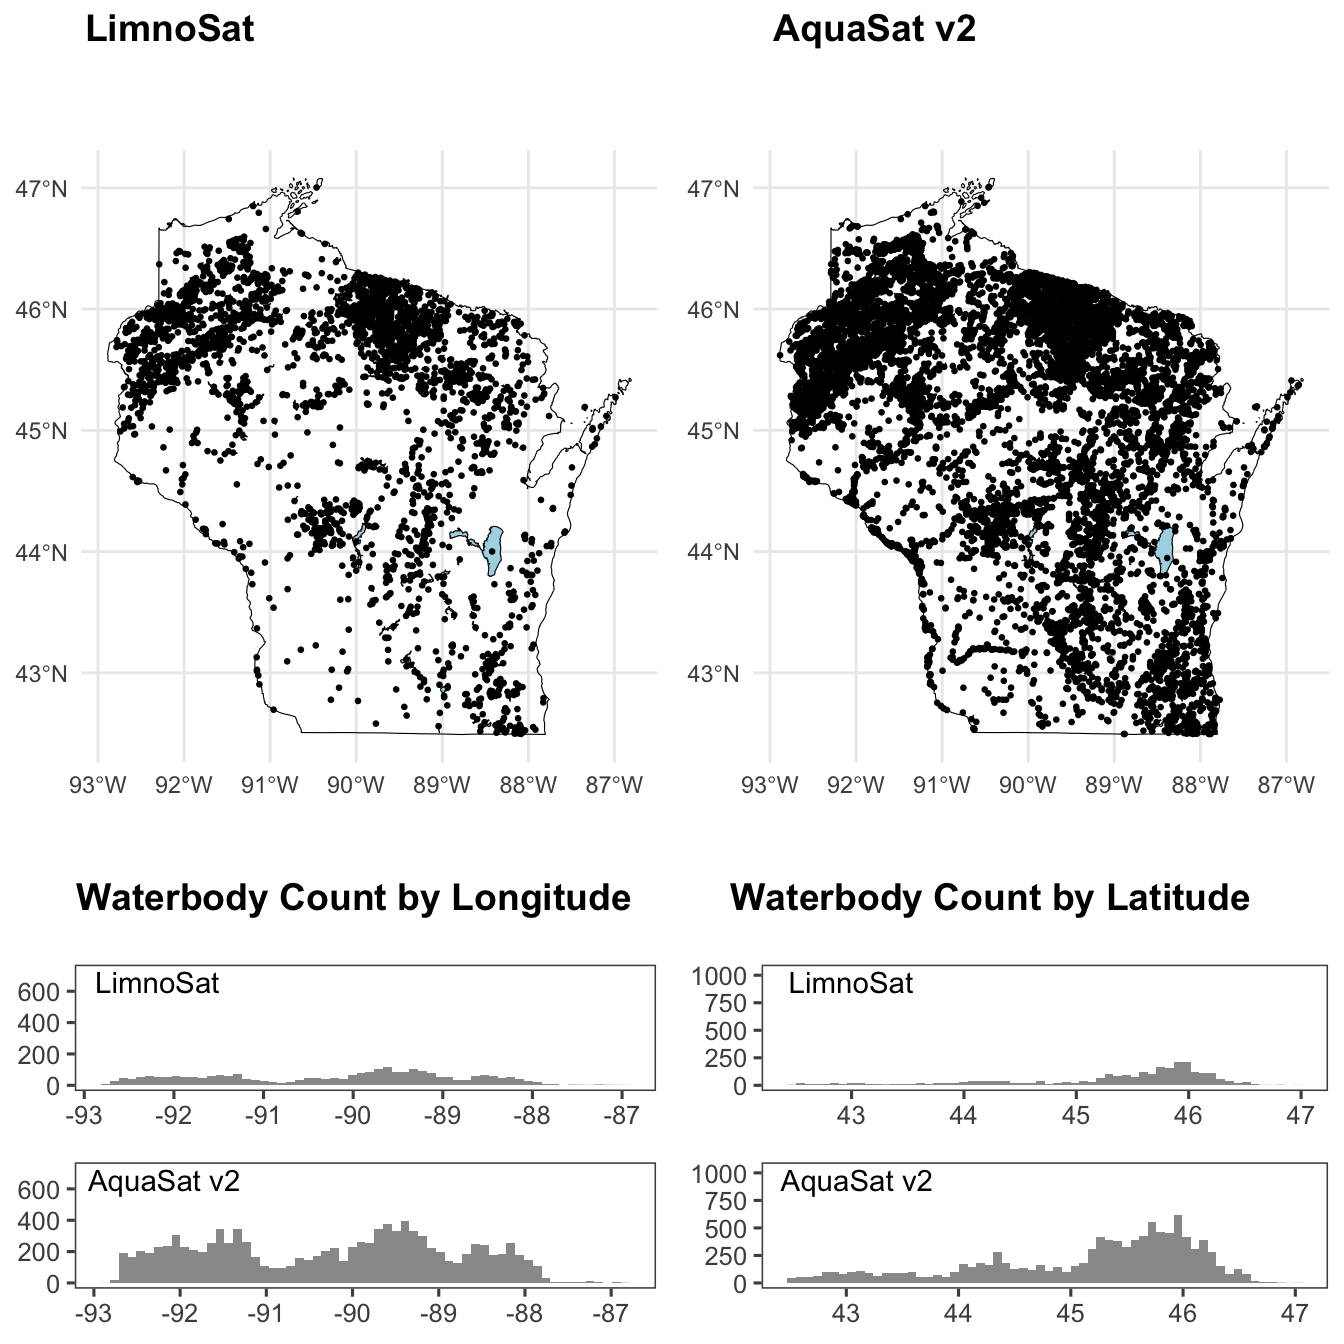 LimnoSat
AquaSat v2
47°N
46°N
45°N
44°N
43°N
93°W 92°W 91°W 90°W 89°W 88°W 87°W
47°N
46°N
45°N
44°N
43°N
93°W 92°W 91°W 90°W 89°W 88°W 87°W
Waterbody Count by Longitude
Waterbody Count by Latitude
LimnoSat
600
400
200
0
-93 -92 -91 -90 -89 -88 -87
LimnoSat
1000
750
500
250
0
43 44 45 46 47
AquaSat v2
600
400
200
0
-93 -92 -91 -90 -89 -88 -87
AquaSat v2
1000
750
500
250
0
43 44 45 46 47